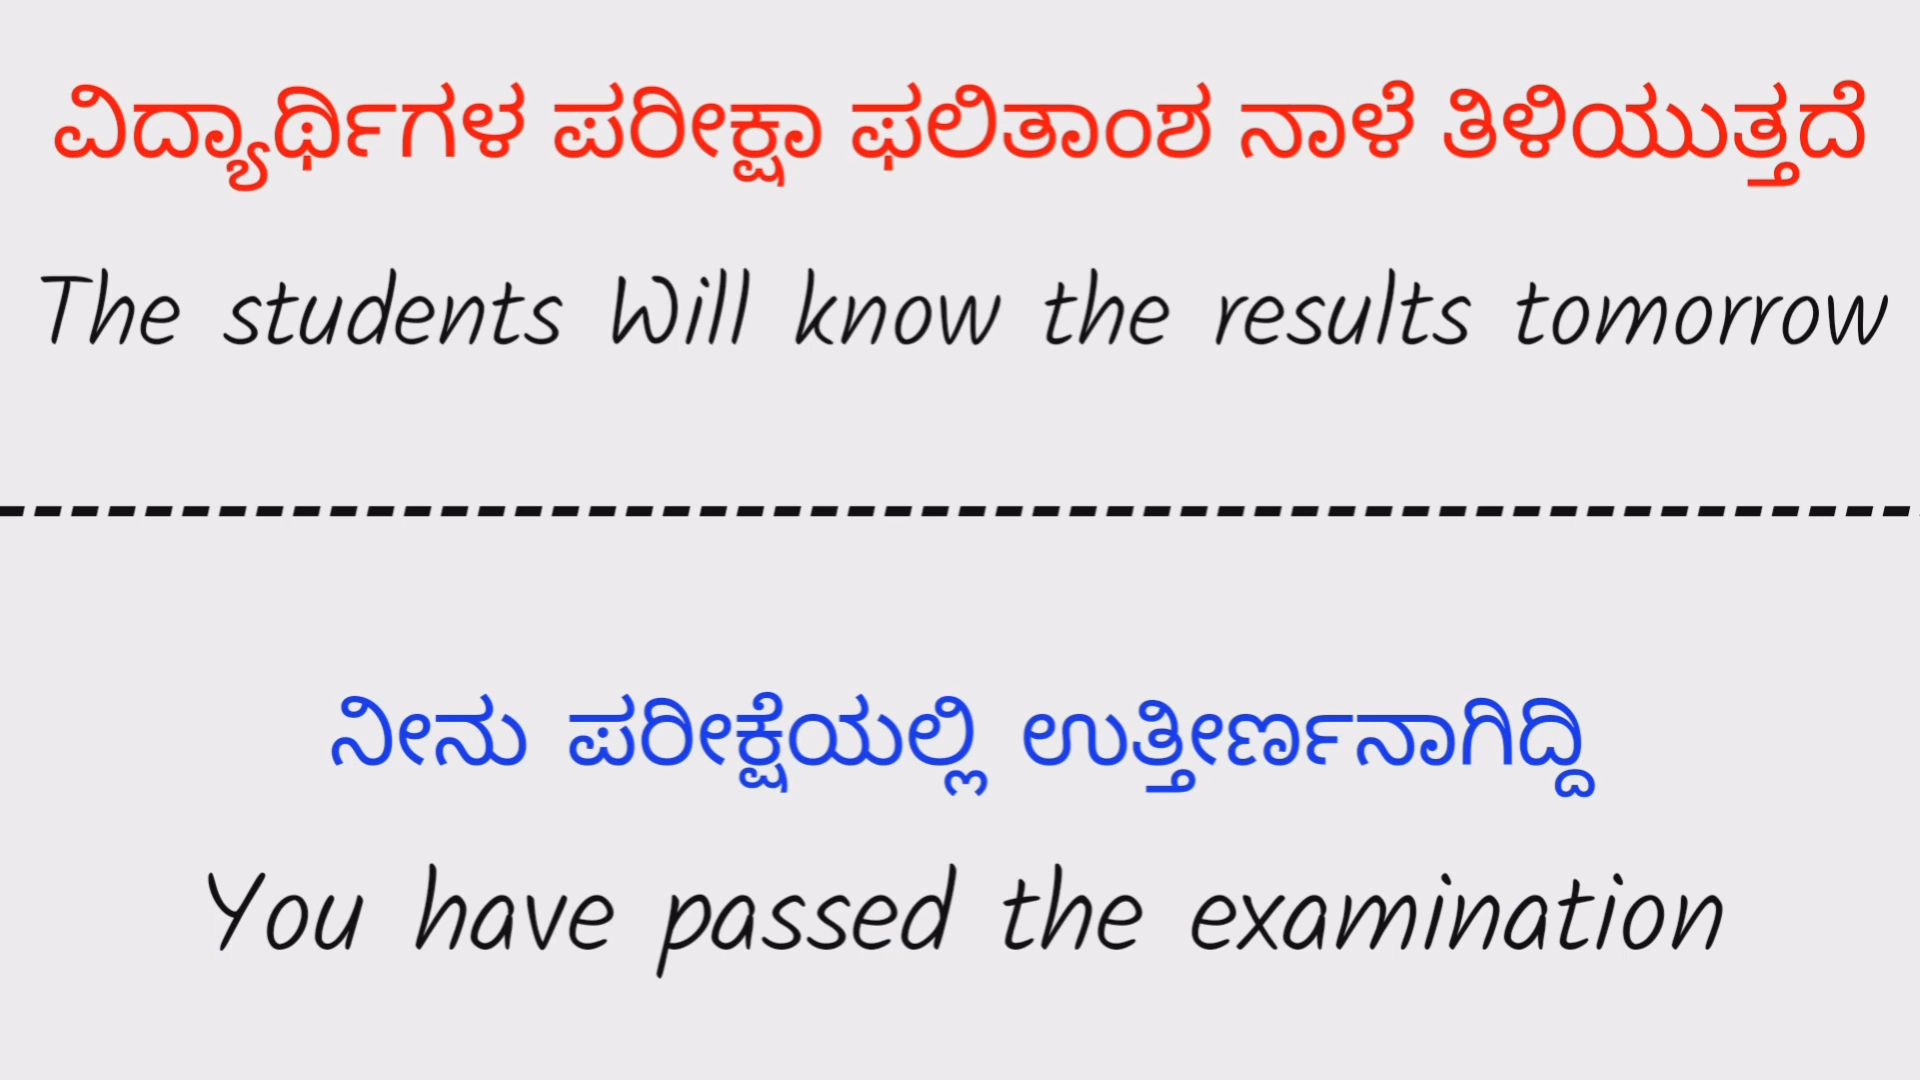 ವಿದ್ಯಾರ್ಥಿಗಳ ಪರೀಕ್ಷಾ ಫಲಿತಾಂಶ ನಾಳೆ ತಿಳಿಯುತ್ತದೆ
The students Will know the results tomorrow
ನೀನು ಪರೀಕ್ಷೆಯಲ್ಲಿ ಉತ್ತೀರ್ಣನಾಗಿದ್ದಿ
You have passed the examination